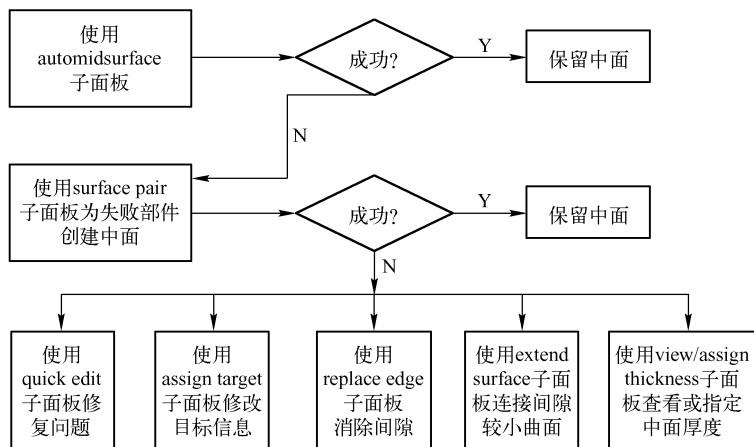 使用
automidsurface
子面板
成功?
Y
保留中面
N
使用surface pair
子面板为失败部件
创建中面
成功?
Y
保留中面
N
使用
quick edit
子面板修
复问题
使用
assign target
子面板修改
目标信息
使用
replace edge
子面板
消除间隙
使用extend
surface子面
板连接间隙
较小曲面
使用view/assign
thickness子面
板查看或指定
中面厚度